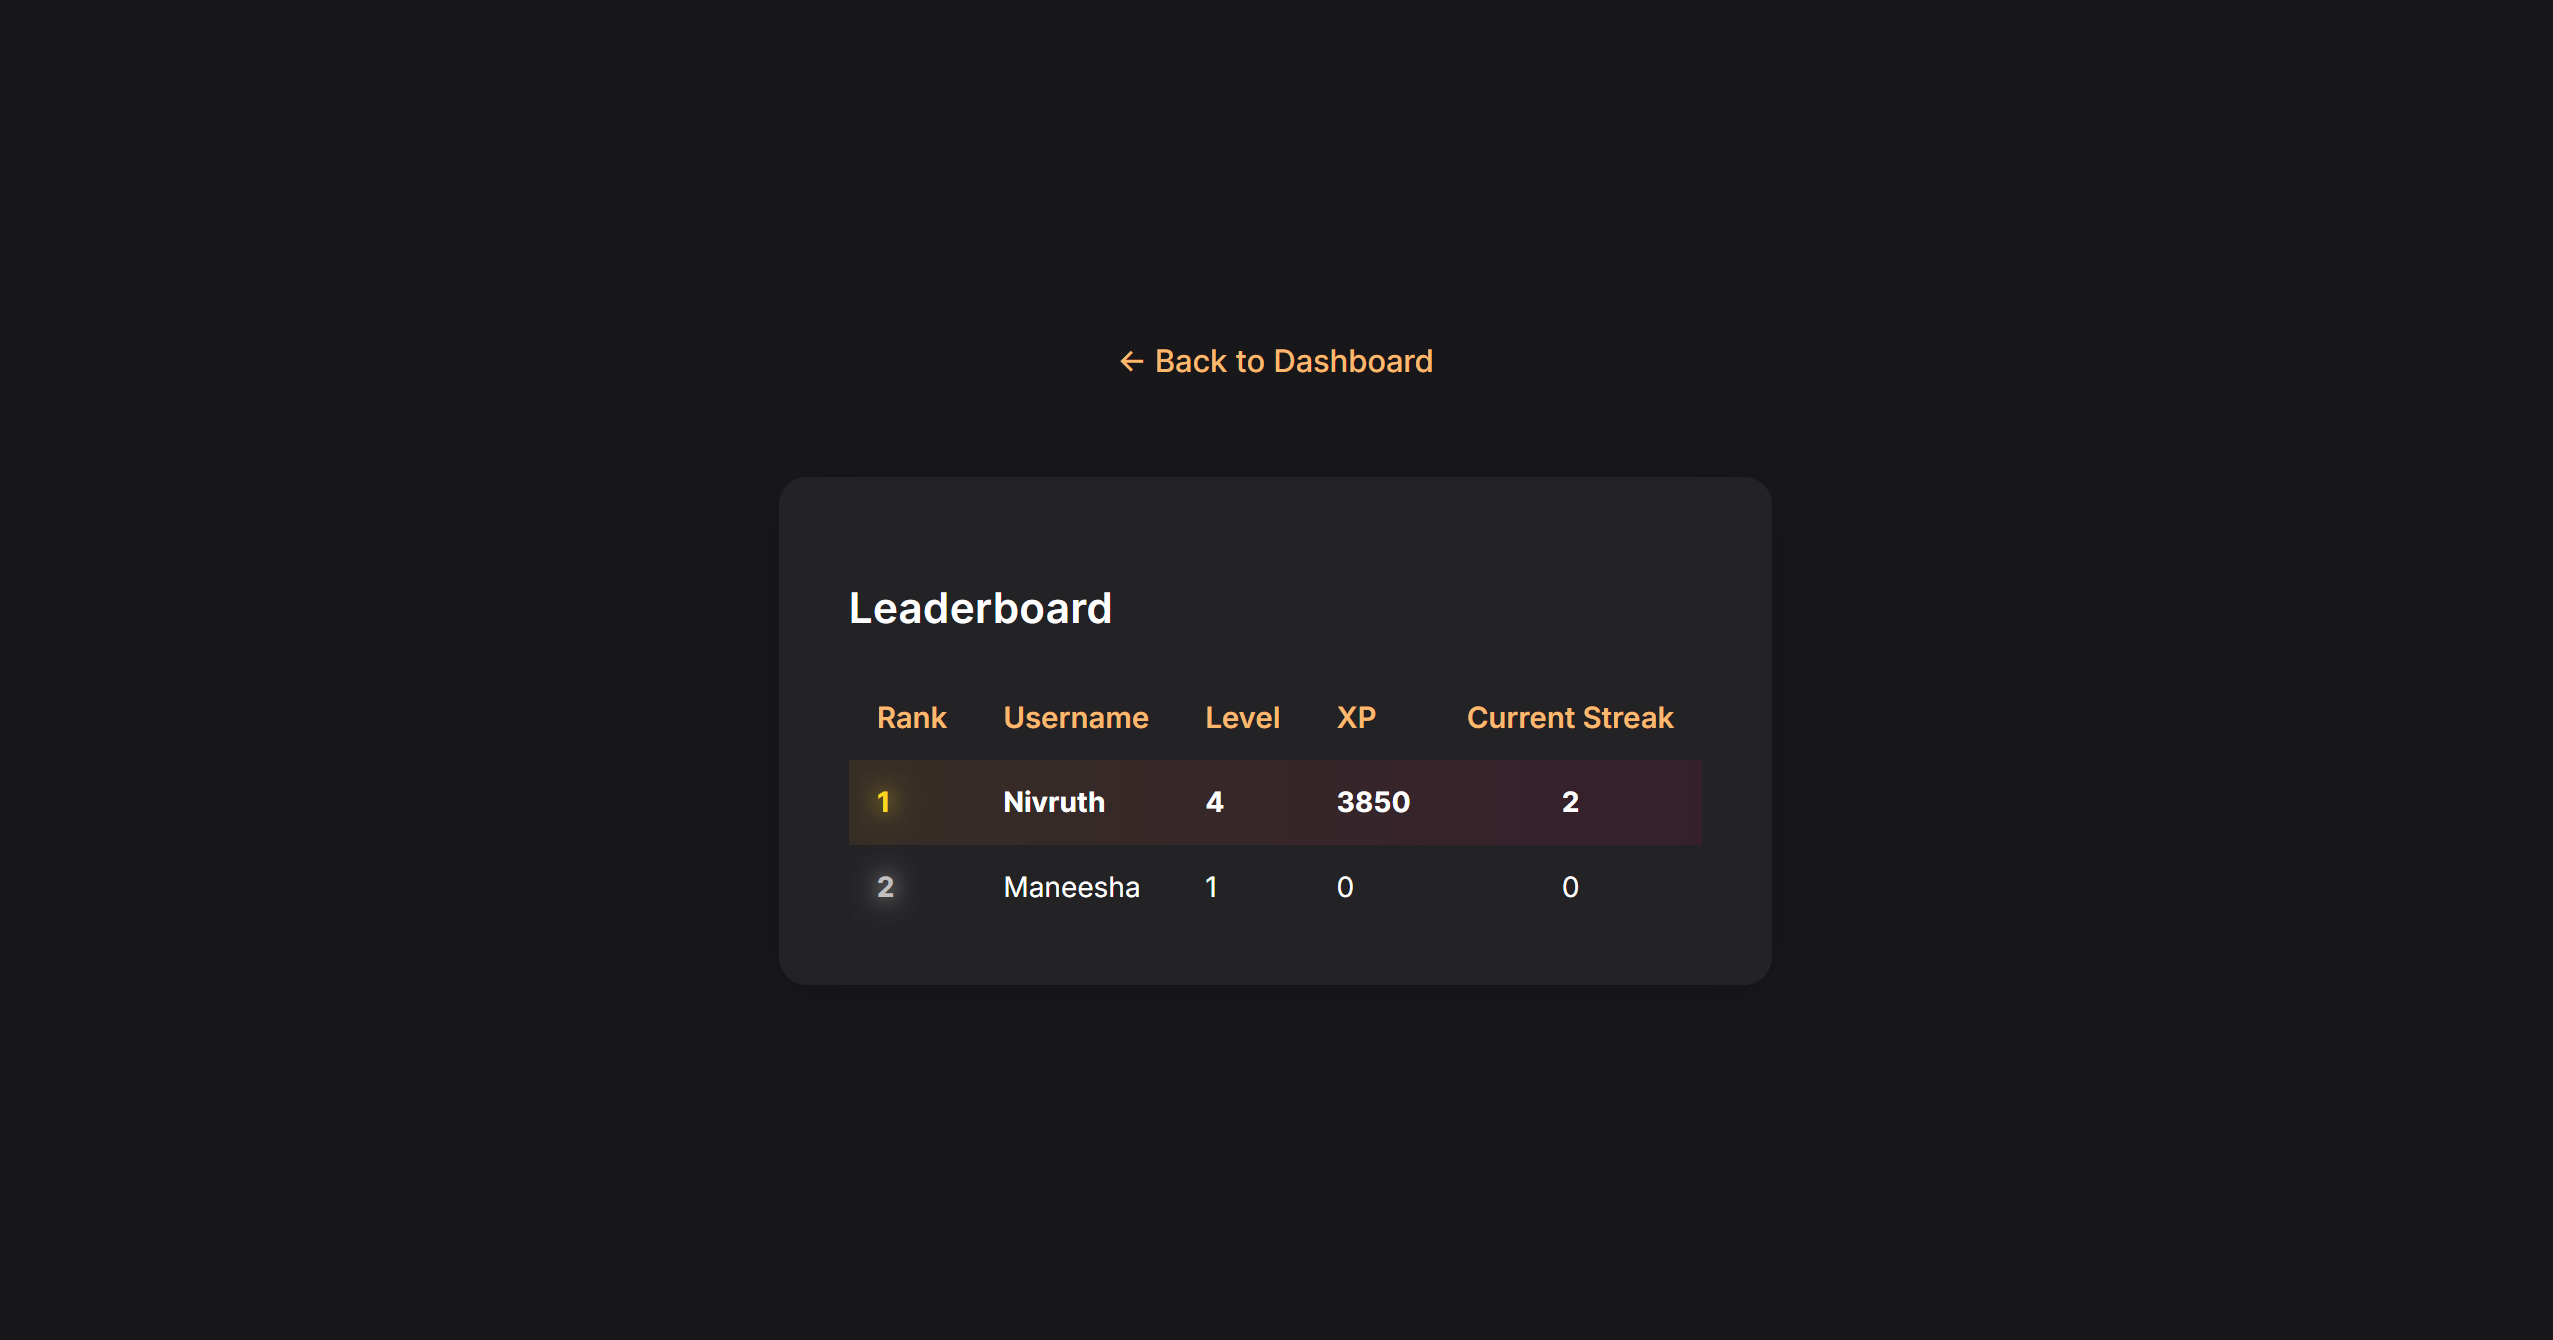 ← Back to Dashboard
Leaderboard
Rank Username Level XP Current Streak
1 Nivruth 4 3850 2
2 Maneesha 1 0 0